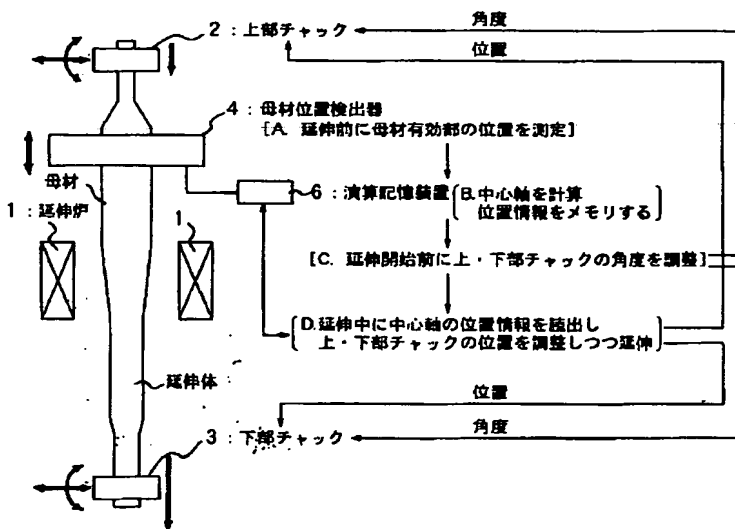 2：上部チャック
角度
位置
4：母材位置検出器
［A. 延伸前に母材有効部の位置を測定］
母材
1：延伸炉
1
6：演算記憶装置
B.中心軸を計算
位置情報をメモリする
［C. 延伸開始前に上・下部チャックの角度を調整］
D.延伸中に中心軸の位置情報を読出し
上・下部チャックの位置を調整しつつ延伸
延伸体
位置
3：下部チャック
角度